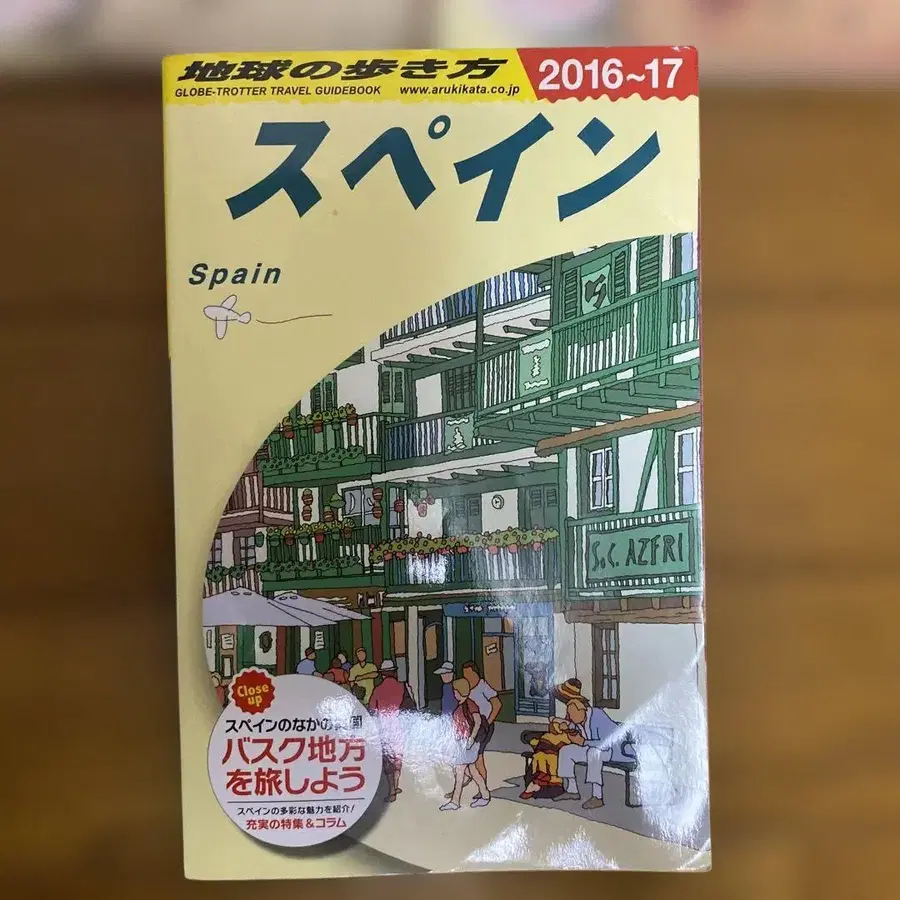 地球の歩き方
2016~17
GLOBE-TROTTER TRAVEL GUIDEBOOK
www.arukikata.co.jp
スペイン
Spain
S.C. AZERI
Close up
スペインのなかの
バスク地方
を旅しよう
スペインの多彩な魅力を紹介!
充実の特集&コラム